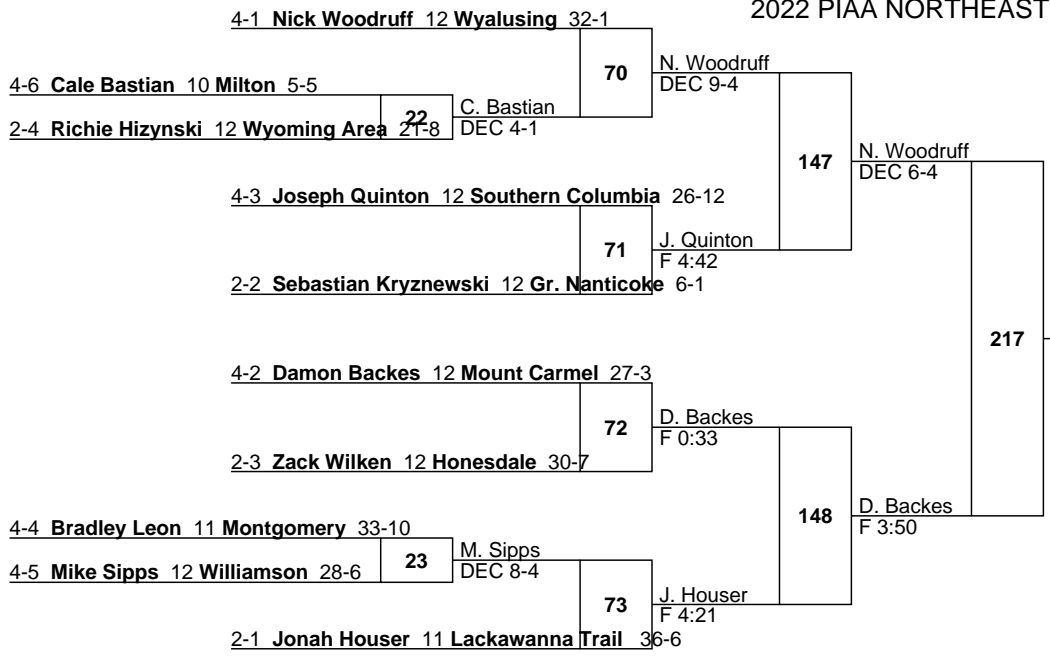 2022 PIAA NORTHEAST
4-1 Nick Woodruff 12 Wyalusing 32-1
70
N. Woodruff
DEC 9-4
4-6 Cale Bastian 10 Milton 5-5
22
C. Bastian
DEC 4-1
2-4 Richie Hizynski 12 Wyoming Area 21-8
147
N. Woodruff
DEC 6-4
4-3 Joseph Quinton 12 Southern Columbia 26-12
71
J. Quinton
F 4:42
2-2 Sebastian Kryznewski 12 Gr. Nanticoke 6-1
217
4-2 Damon Backes 12 Mount Carmel 27-3
72
D. Backes
F 0:33
2-3 Zack Wilken 12 Honesdale 30-7
148
D. Backes
F 3:50
4-4 Bradley Leon 11 Montgomery 33-10
23
M. Sipps
DEC 8-4
4-5 Mike Sipps 12 Williamson 28-6
73
J. Houser
F 4:21
2-1 Jonah Houser 11 Lackawanna Trail 36-6